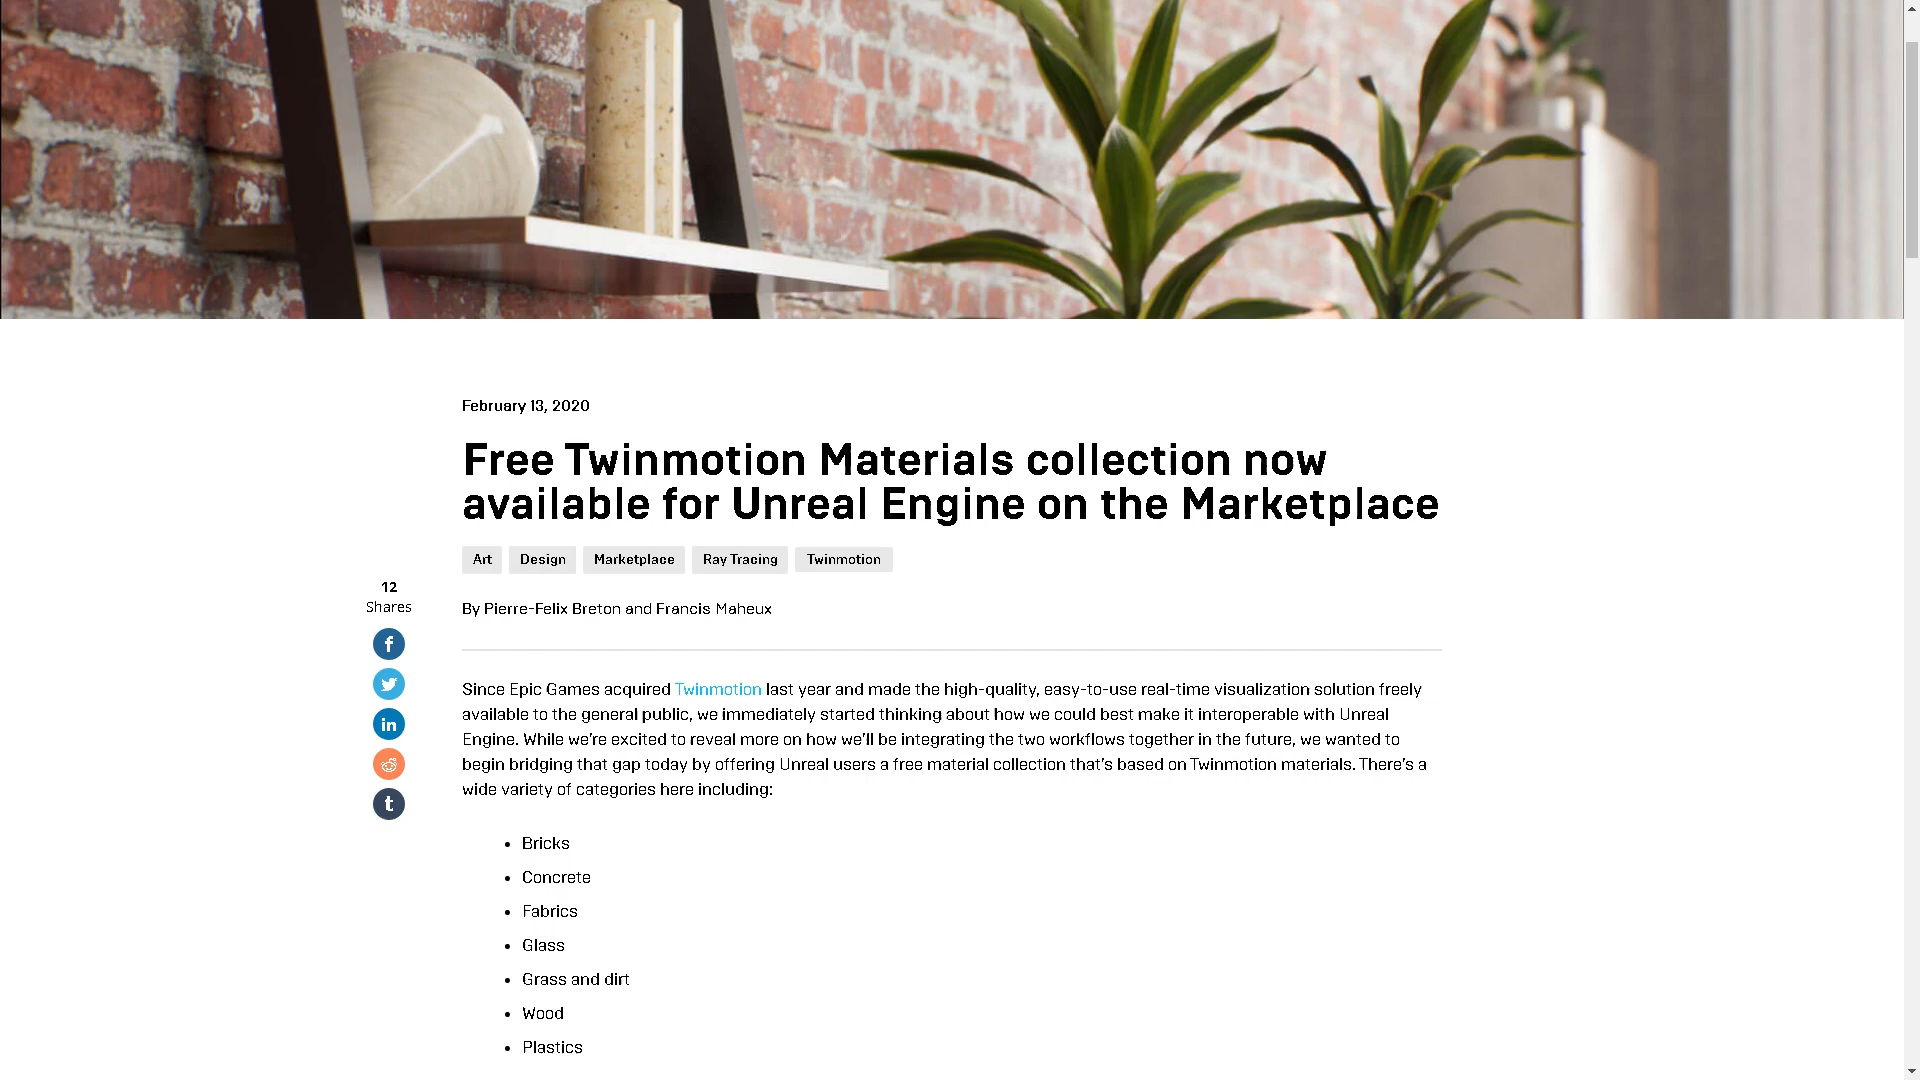 February 13, 2020
Free Twinmotion Materials collection now
available for Unreal Engine on the Marketplace
Art Design Marketplace Ray Tracing Twinmotion
12
Shares
By Pierre-Felix Breton and Francis Maheux
Since Epic Games acquired Twinmotion last year and made the high-quality, easy-to-use real-time visualization solution freely
available to the general public, we immediately started thinking about how we could best make it interoperable with Unreal
Engine. While we're excited to reveal more on how we'll be integrating the two workflows together in the future, we wanted to
begin bridging that gap today by offering Unreal users a free material collection that's based on Twinmotion materials. There's a
wide variety of categories here including:
• Bricks
• Concrete
• Fabrics
• Glass
• Grass and dirt
• Wood
• Plastics